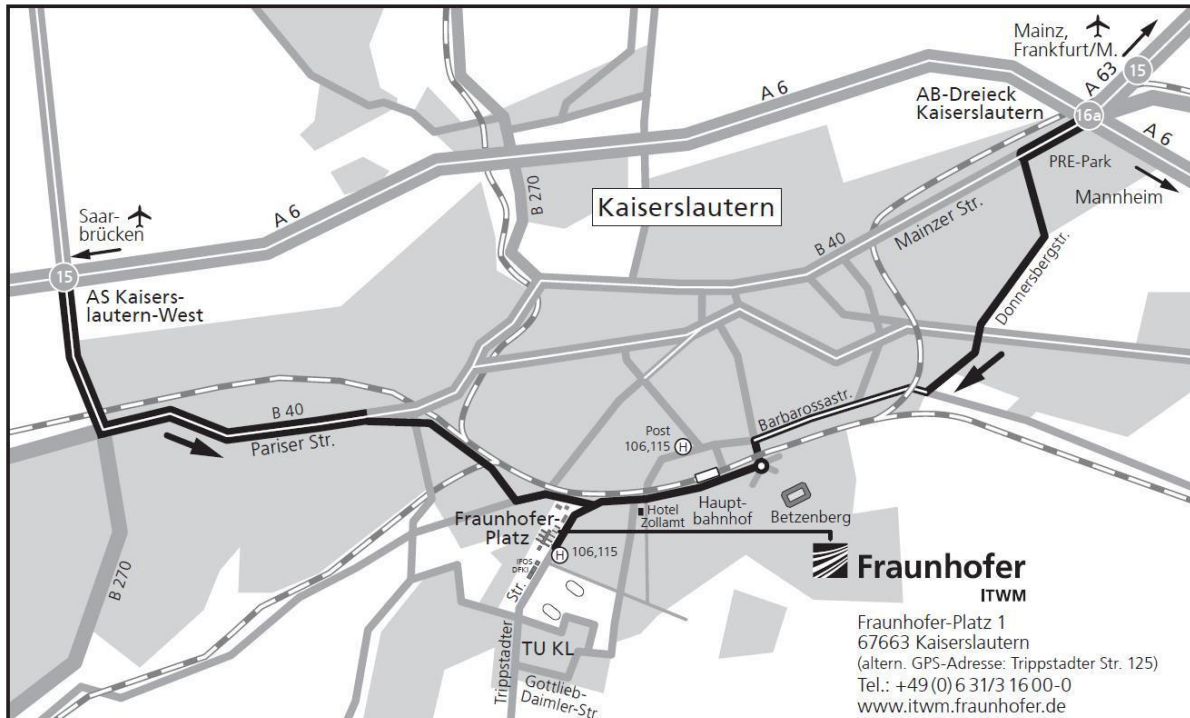 Mainz,
Frankfurt/M.
A 63
15
A 6
AB-Dreieck
Kaiserslautern
16a
A 6
PRE-Park
Mannheim
B 270
Kaiserslautern
Mainzer Str.
B 40
Saar-
brücken
A 6
15
AS Kaisers-
lautern-West
Donnersbergstr.
Barbarossastr.
B 40
Pariser Str.
Post
106,115
H
Haupt-
bahnhof
Hotel
Zollamt
Betzenberg
Fraunhofer-
Platz
H
106,115
IFOS
DFKI
B 270
Trippstadter
Str.
TU KL
Gottlieb-
Daimler-Str.
Fraunhofer
ITWM
Fraunhofer-Platz 1
67663 Kaiserslautern
(altern. GPS-Adresse: Trippstadter Str. 125)
Tel.: +49 (0) 6 31/3 16 00-0
www.itwm.fraunhofer.de